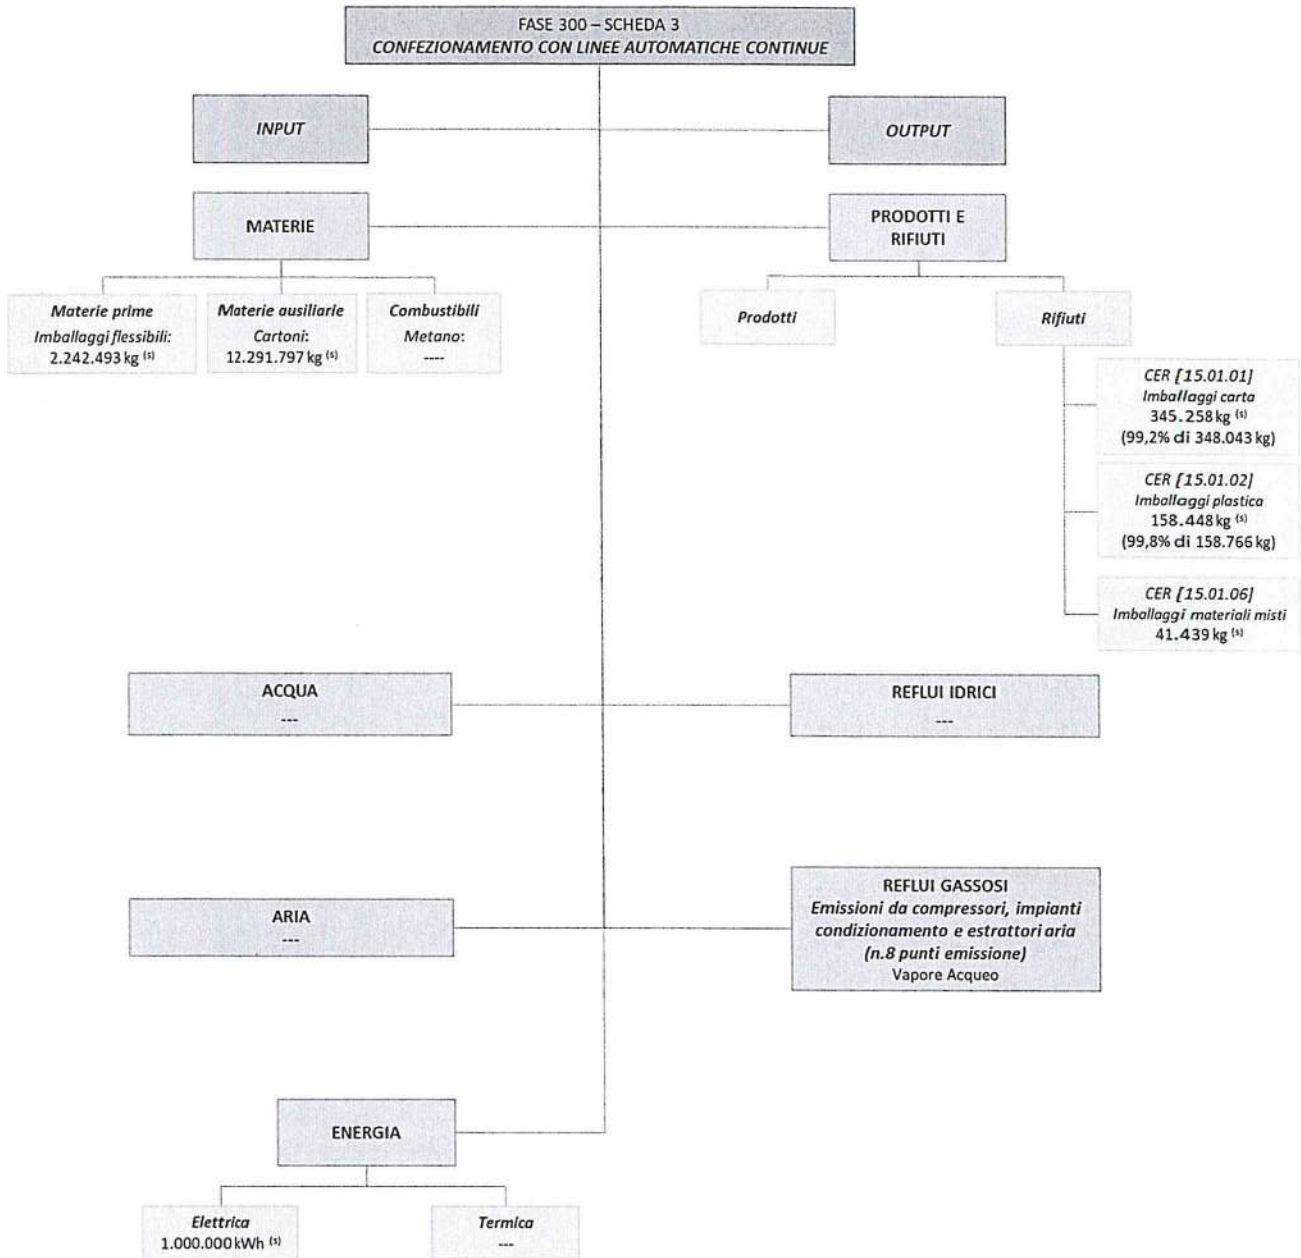 FASE 300 – SCHEDA 3
CONFEZIONAMENTO CON LINEE AUTOMATICHE CONTINUE
INPUT
OUTPUT
MATERIE
PRODOTTI E
RIFIUTI
Materie prime
Imballaggi flessibili:
2.242.493 kg (s)
Materie ausiliarie
Cartoni:
12.291.797 kg (s)
Combustibili
Metano:
----
Prodotti
Rifiuti
CER [15.01.01]
Imballaggi carta
345.258 kg (s)
(99,2% di 348.043 kg)
CER [15.01.02]
Imballaggi plastica
158.448 kg (s)
(99,8% di 158.766 kg)
CER [15.01.06]
Imballaggi materiali misti
41.439 kg (s)
ACQUA
---
REFLUI IDRICI
---
ARIA
---
REFLUI GASSOSI
Emissioni da compressori, impianti
condizionamento e estrattori aria
(n.8 punti emissione)
Vapore Acqueo
ENERGIA
Elettrica
1.000.000 kWh (s)
Termica
---